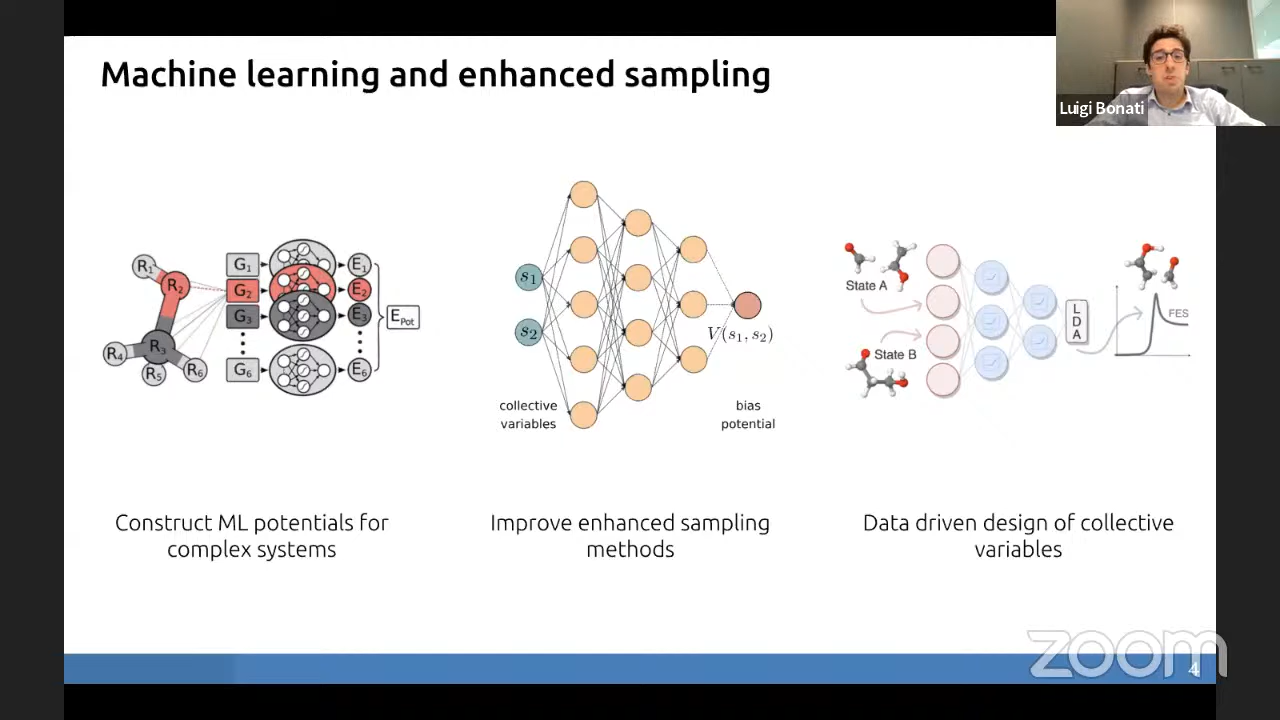 Machine learning and enhanced sampling
Luigi Bonati
R1
R2
R3
R4
R5
R6
G1
G2
G3
G6
E1
E2
E3
E6
EPot
s1
s2
V(s1, s2)
collective
variables
bias
potential
State A
State B
LDA
FES
Construct ML potentials for
complex systems
Improve enhanced sampling
methods
Data driven design of collective
variables
zoom
4